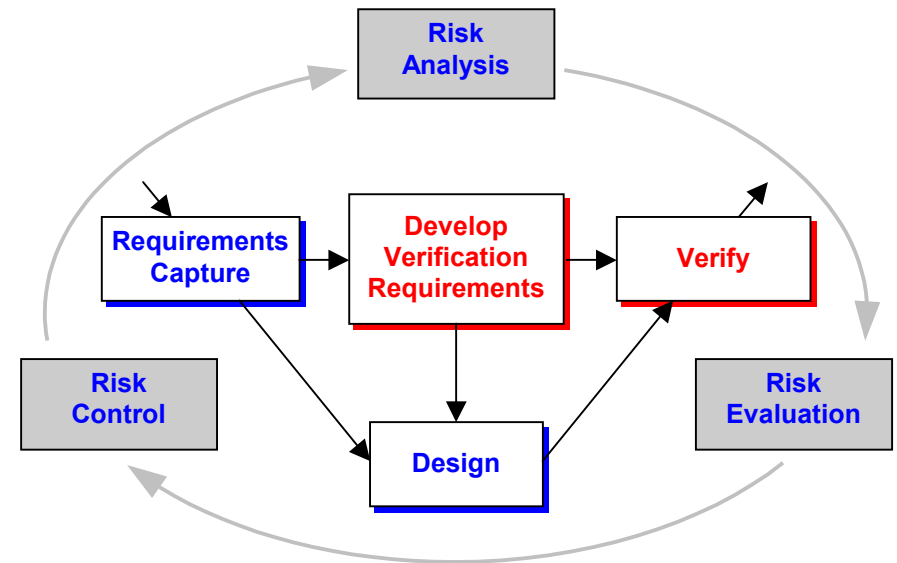 Risk
Analysis
Requirements
Capture
Develop
Verification
Requirements
Verify
Risk
Control
Risk
Evaluation
Design